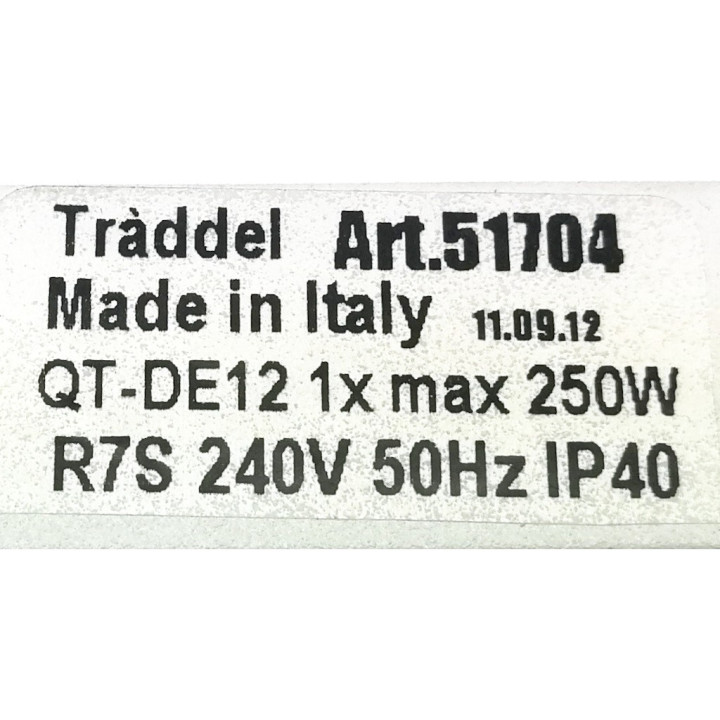 Tràddel Art.51704
Made in Italy 11.09.12
QT-DE12 1x max 250W
R7S 240V 50Hz IP40